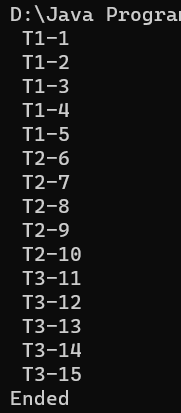 D:\Java Progra
T1-1
T1-2
T1-3
T1-4
T1-5
T2-6
T2-7
T2-8
T2-9
T2-10
T3-11
T3-12
T3-13
T3-14
T3-15
Ended